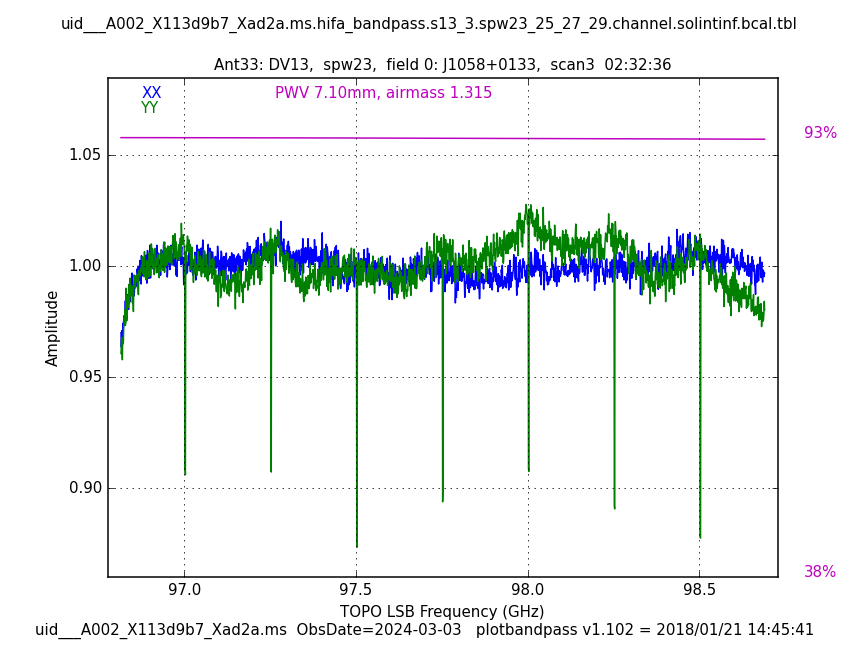 uid___A002_X113d9b7_Xad2a.ms.hifa_bandpass.s13_3.spw23_25_27_29.channel.solintinf.bcal.tbl
Ant33: DV13,  spw23,  field 0: J1058+0133,  scan3  02:32:36
XX
PWV 7.10mm, airmass 1.315
YY
93%
1.05
1.00
0.95
0.90
Amplitude
38%
97.0 97.5 98.0 98.5
TOPO LSB Frequency (GHz)
uid___A002_X113d9b7_Xad2a.ms  ObsDate=2024-03-03   plotbandpass v1.102 = 2018/01/21 14:45:41